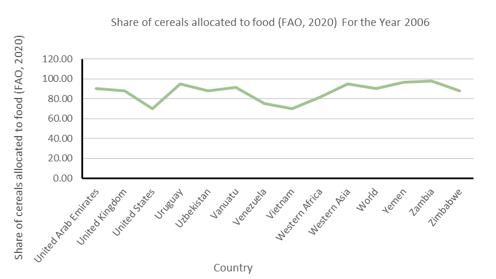 Share of cereals allocated to food (FAO, 2020) For the Year 2006
Share of cereals allocated to food (FAO, 2020)
120.00
100.00
80.00
60.00
40.00
20.00
0.00
United Arab Emirates
United Kingdom
United States
Uruguay
Uzbekistan
Vanuatu
Venezuela
Vietnam
Western Africa
Western Asia
World
Yemen
Zambia
Zimbabwe
Country